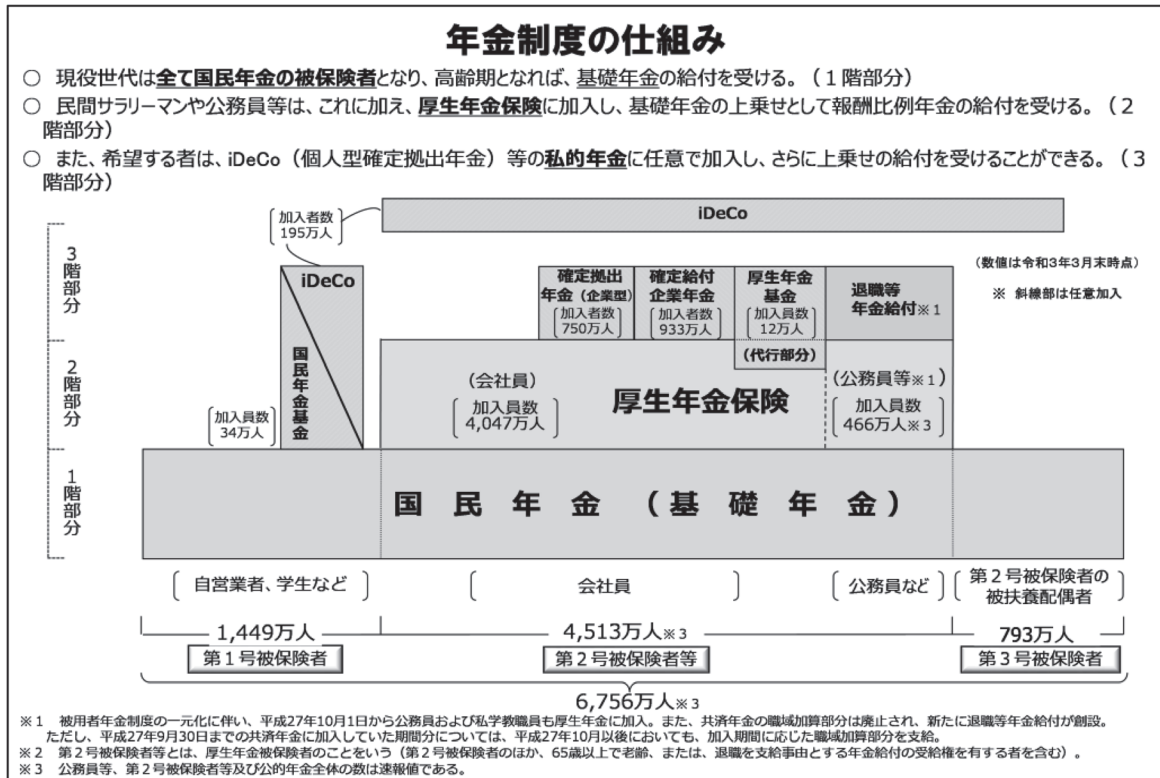 年金制度の仕組み
○ 現役世代は全て国民年金の被保険者となり、高齢期となれば、基礎年金の給付を受ける。（１階部分）
○ 民間サラリーマンや公務員等は、これに加え、厚生年金保険に加入し、基礎年金の上乗せとして報酬比例年金の給付を受ける。（２
階部分）
○ また、希望する者は、iDeCo（個人型確定拠出年金）等の私的年金に任意で加入し、さらに上乗せの給付を受けることができる。（３
階部分）
加入者数
195万人
iDeCo
3階部分
2階部分
1階部分
iDeCo
国民年金基金
加入員数
34万人
確定拠出
年金（企業型）
加入者数
750万人
確定給付
企業年金
加入者数
933万人
厚生年金
基金
加入員数
12万人
（代行部分）
退職等
年金給付※１
（数値は令和3年3月末時点）
※ 斜線部は任意加入
（会社員）
加入員数
4,047万人
厚生年金保険
（公務員等※１）
加入員数
466万人※３
国民年金（基礎年金）
自営業者、学生など
会社員
公務員など
第２号被保険者の
被扶養配偶者
1,449万人
4,513万人※３
793万人
第１号被保険者
第２号被保険者等
第３号被保険者
6,756万人※３
※１ 被用者年金制度の一元化に伴い、平成27年10月1日から公務員および私学教職員も厚生年金に加入。また、共済年金の職域加算部分は廃止され、新たに退職等年金給付が創設。
ただし、平成27年9月30日までの共済年金に加入していた期間分については、平成27年10月以後においても、加入期間に応じた職域加算部分を支給。
※２ 第２号被保険者等とは、厚生年金被保険者のことをいう（第２号被保険者のほか、65歳以上で老齢、または、退職を支給事由とする年金給付の受給権を有する者を含む）。
※３ 公務員等、第２号被保険者等及び公的年金全体の数は速報値である。